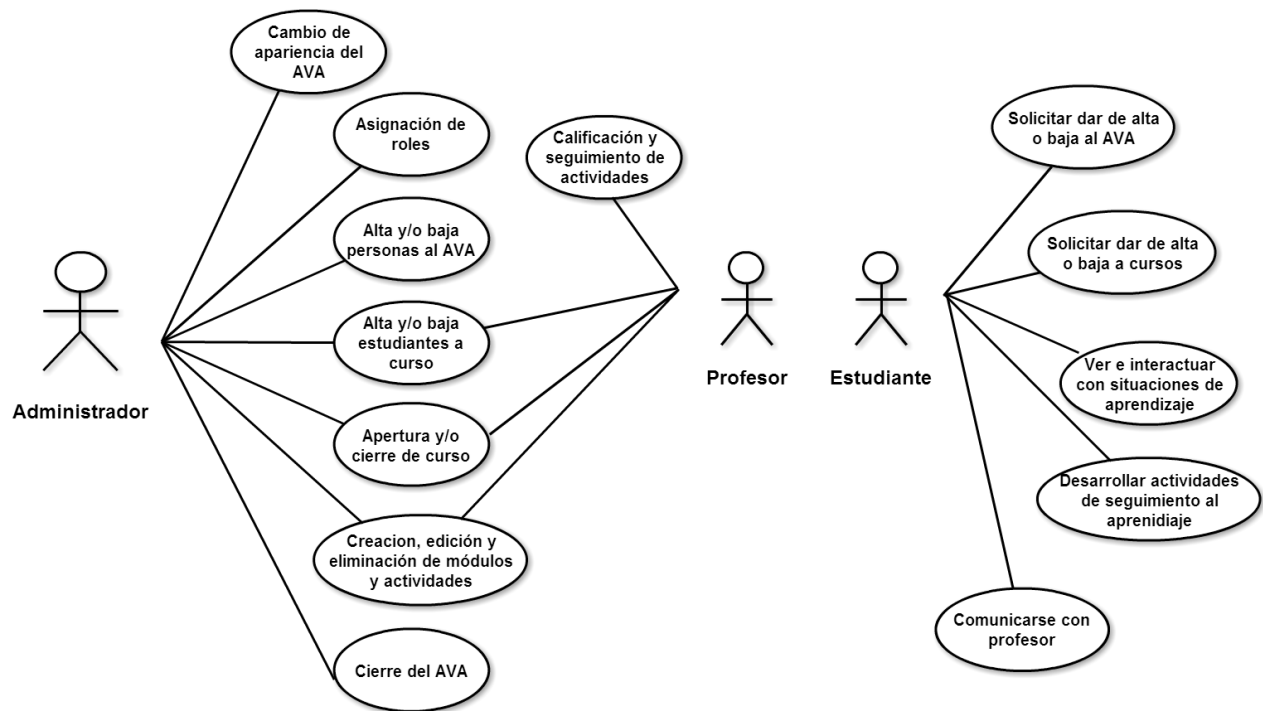 Cambio de
apariencia del
AVA
Asignación de
roles
Calificación y
seguimiento de
actividades
Solicitar dar de alta
o baja al AVA
Alta y/o baja
personas al AVA
Solicitar dar de alta
o baja a cursos
Alta y/o baja
estudiantes a
curso
Administrador
Profesor
Estudiante
Ver e interactuar
con situaciones de
aprendizaje
Apertura y/o
cierre de curso
Desarrollar actividades
de seguimiento al
aprenidiaje
Creacion, edición y
eliminación de módulos
y actividades
Comunicarse con
profesor
Cierre del AVA